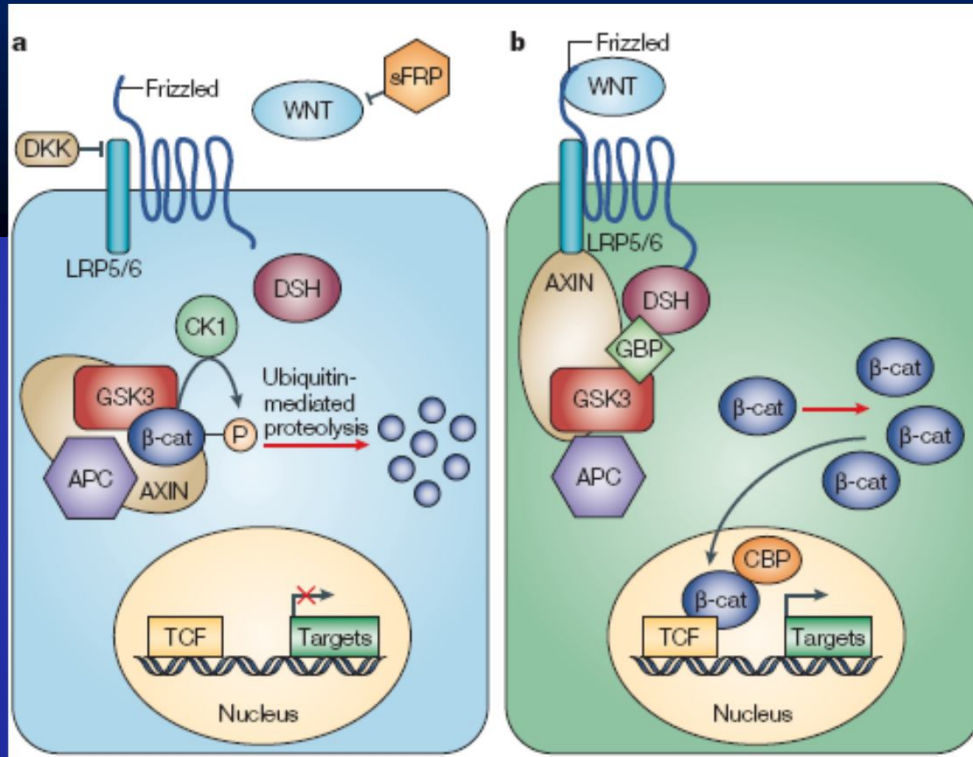 a
Frizzled
sFRP
WNT
DKK
LRP5/6
DSH
CK1
GSK3
Ubiquitin-
mediated
proteolysis
β-cat
P
APC
AXIN
TCF
Targets
Nucleus
b
Frizzled
WNT
LRP5/6
AXIN
DSH
GBP
GSK3
APC
β-cat
β-cat
β-cat
β-cat
CBP
β-cat
TCF
Targets
Nucleus